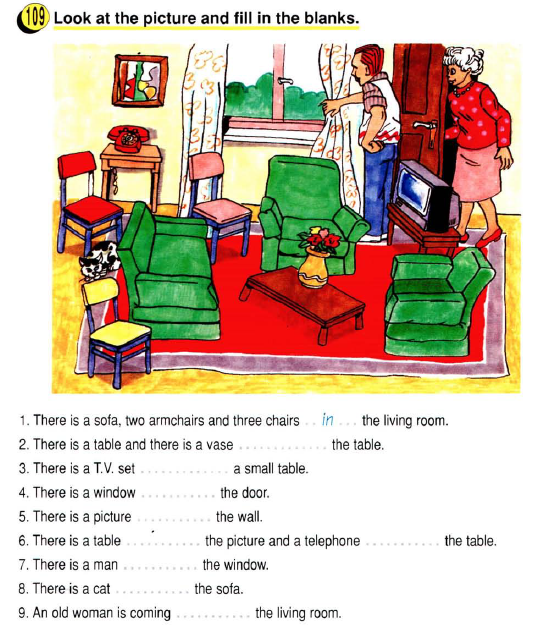 109 Look at the picture and fill in the blanks.
1. There is a sofa, two armchairs and three chairs .. in ... the living room.
2. There is a table and there is a vase ............ the table.
3. There is a T.V. set ............ a small table.
4. There is a window .......... the door.
5. There is a picture .......... the wall.
6. There is a table ........... the picture and a telephone ........... the table.
7. There is a man ........... the window.
8. There is a cat ........... the sofa.
9. An old woman is coming ........... the living room.